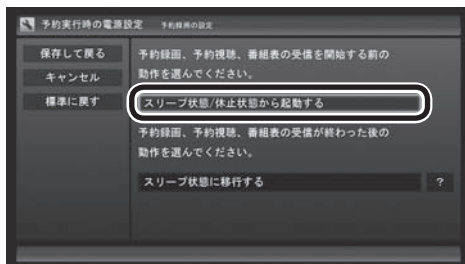 予約実行時の電源設定 予約録画の設定
保存して戻る
キャンセル
標準に戻す
予約録画、予約視聴、番組表の受信を開始する前の
動作を選んでください。
スリープ状態/休止状態から起動する
予約録画、予約視聴、番組表の受信が終わった後の
動作を選んでください。
スリープ状態に移行する ?